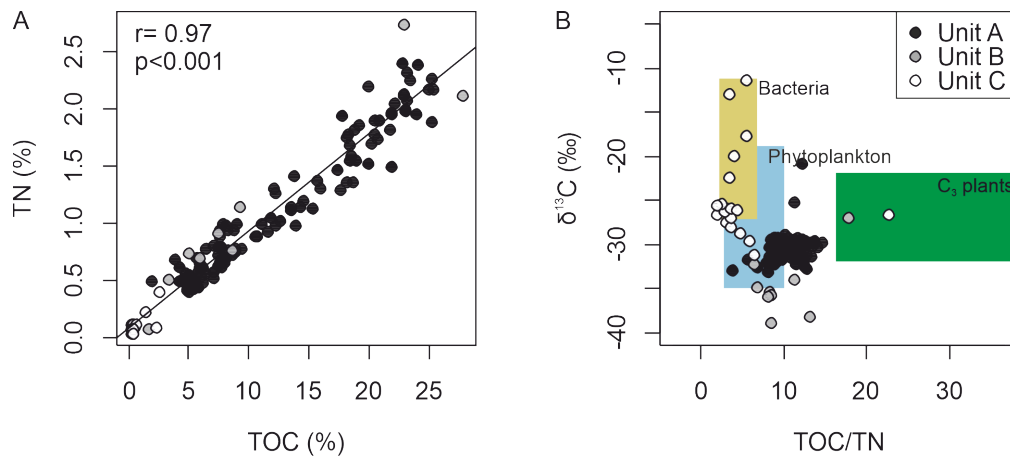 A
r= 0.97
p<0.001
TN (%)
0.0 0.5 1.0 1.5 2.0 2.5
0 5 10 15 20 25
TOC (%)
B
Unit A
Unit B
Unit C
Bacteria
Phytoplankton
C₃ plants
δ¹³C (‰)
-40 -30 -20 -10
0 10 20 30
TOC/TN